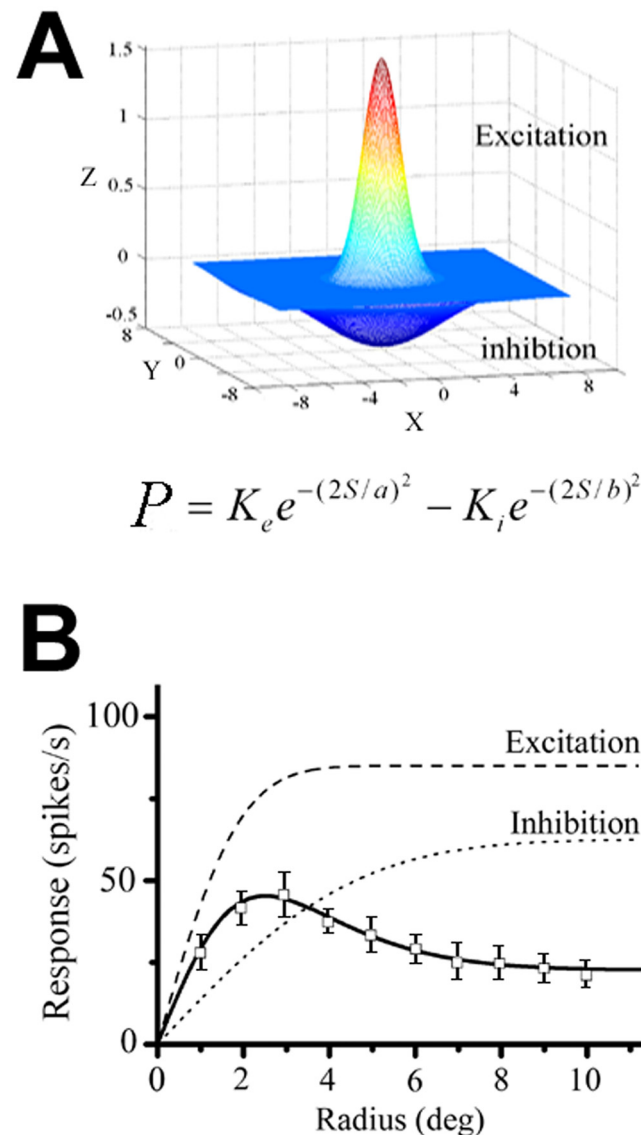 A
1.5
1
Excitation
Z
0.5
0
-0.5
8
inhibtion
Y
0
-8
-8
-4
0
4
8
X
P = K_e e^{-(2S/a)^2} − K_i e^{-(2S/b)^2}
B
100
Excitation
Inhibition
50
0
Response (spikes/s)
0 2 4 6 8 10
Radius (deg)